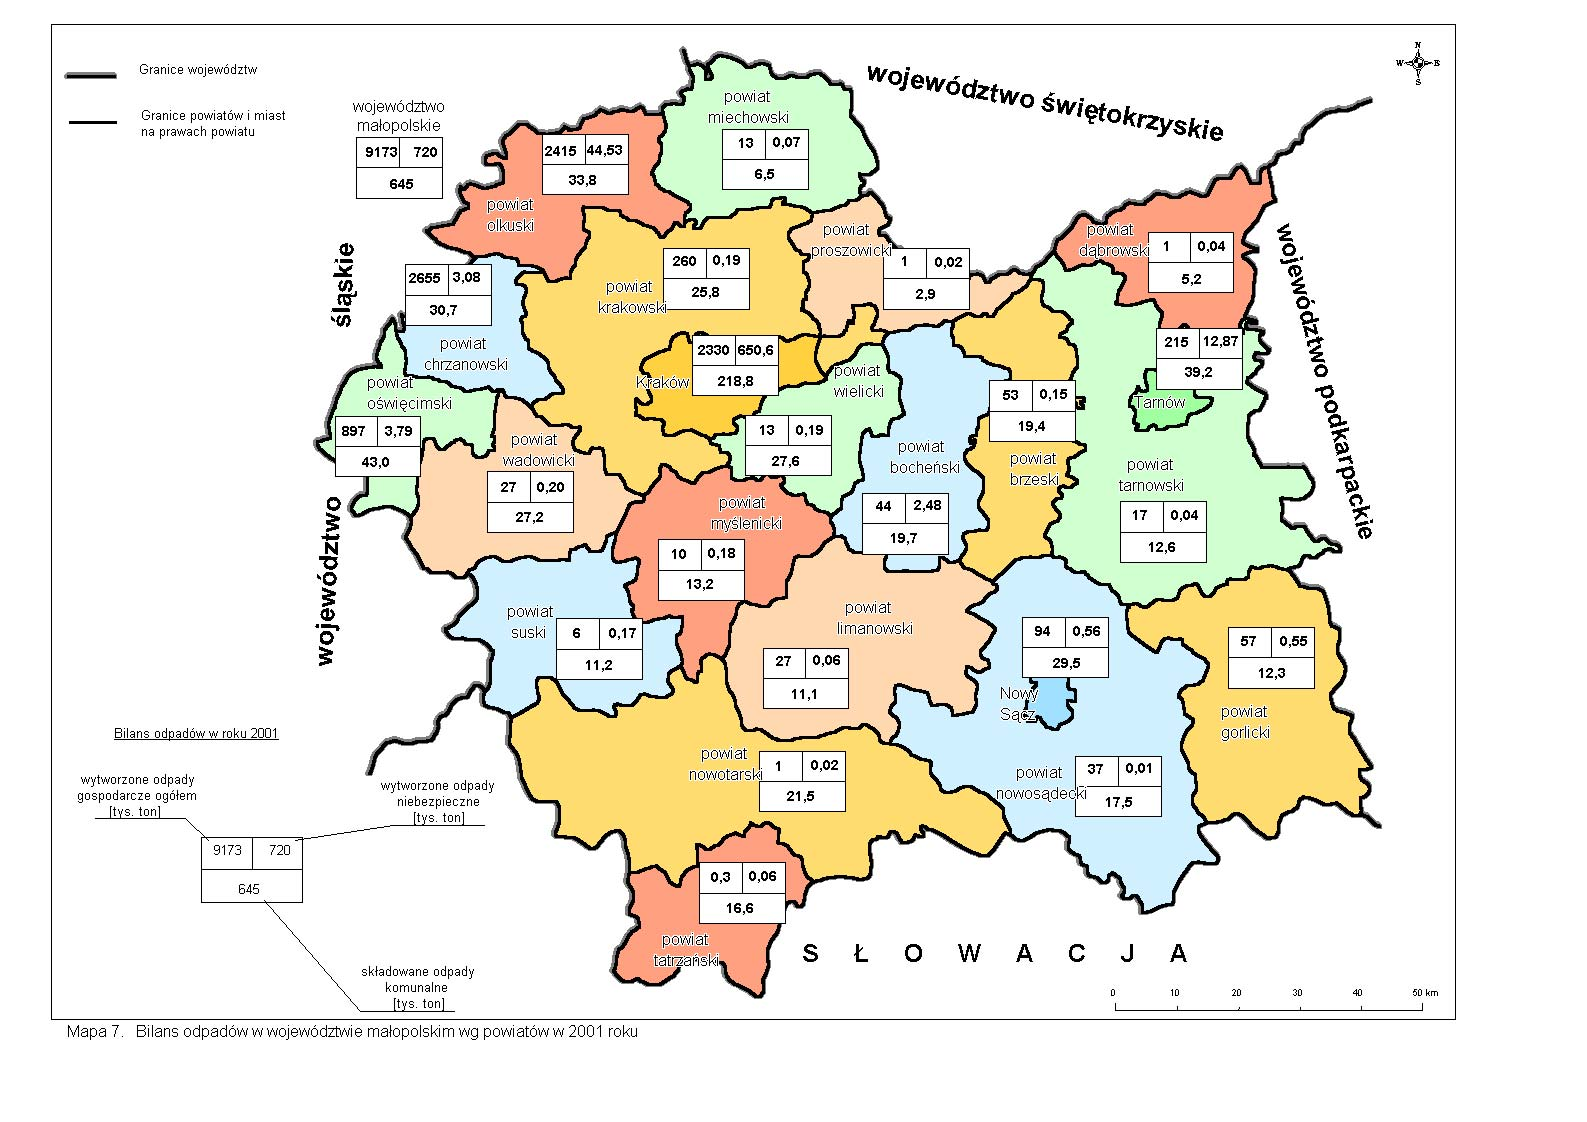 Granice województw
Granice powiatów i miast
na prawach powiatu
województwo
małopolskie
9173 720
645
N
W E
S
województwo świętokrzyskie
województwo podkarpackie
województwo
śląskie
powiat
miechowski
13 0,07
6,5
2415 44,53
33,8
powiat
olkuski
powiat
proszowicki
1 0,02
2,9
powiat
dąbrowski
1 0,04
5,2
260 0,19
25,8
powiat
krakowski
2655 3,08
30,7
powiat
chrzanowski
2330 650,6
218,8
Kraków
215 12,87
39,2
Tarnów
powiat
oświęcimski
897 3,79
43,0
powiat
wielicki
13 0,19
27,6
53 0,15
19,4
powiat
brzeski
powiat
wadowicki
27 0,20
27,2
powiat
bocheński
44 2,48
19,7
powiat
tarnowski
17 0,04
12,6
powiat
myślenicki
10 0,18
13,2
powiat
suski
6 0,17
11,2
powiat
limanowski
27 0,06
11,1
94 0,56
29,5
Nowy
Sącz
57 0,55
12,3
powiat
gorlicki
powiat
nowotarski
1 0,02
21,5
powiat
nowosądecki
37 0,01
17,5
0,3 0,06
16,6
powiat
tatrzański
SŁOWACJA
Bilans odpadów w roku 2001
wytworzone odpady
gospodarcze ogółem
[tys. ton]
wytworzone odpady
niebezpieczne
[tys. ton]
9173 720
645
składowane odpady
komunalne
[tys. ton]
0 10 20 30 40 50 km
Mapa 7. Bilans odpadów w województwie małopolskim wg powiatów w 2001 roku